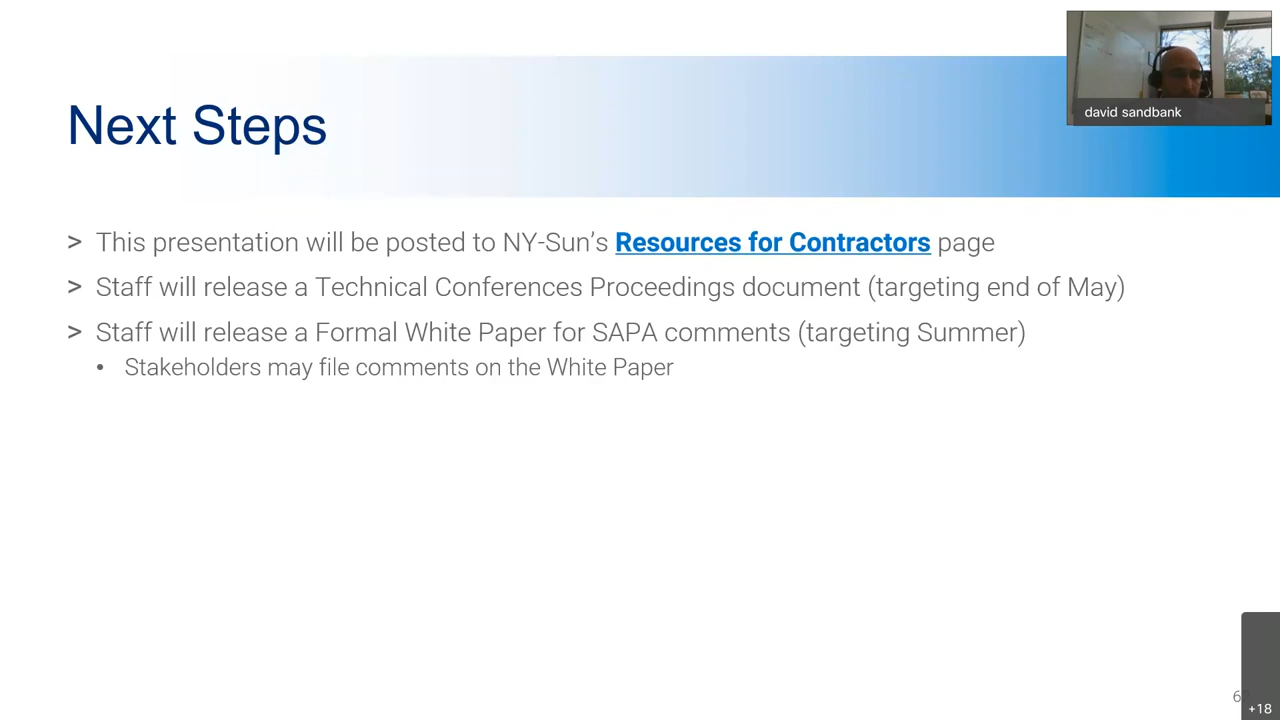 david sandbank
Next Steps
> This presentation will be posted to NY-Sun’s Resources for Contractors page
> Staff will release a Technical Conferences Proceedings document (targeting end of May)
> Staff will release a Formal White Paper for SAPA comments (targeting Summer)
• Stakeholders may file comments on the White Paper
+18